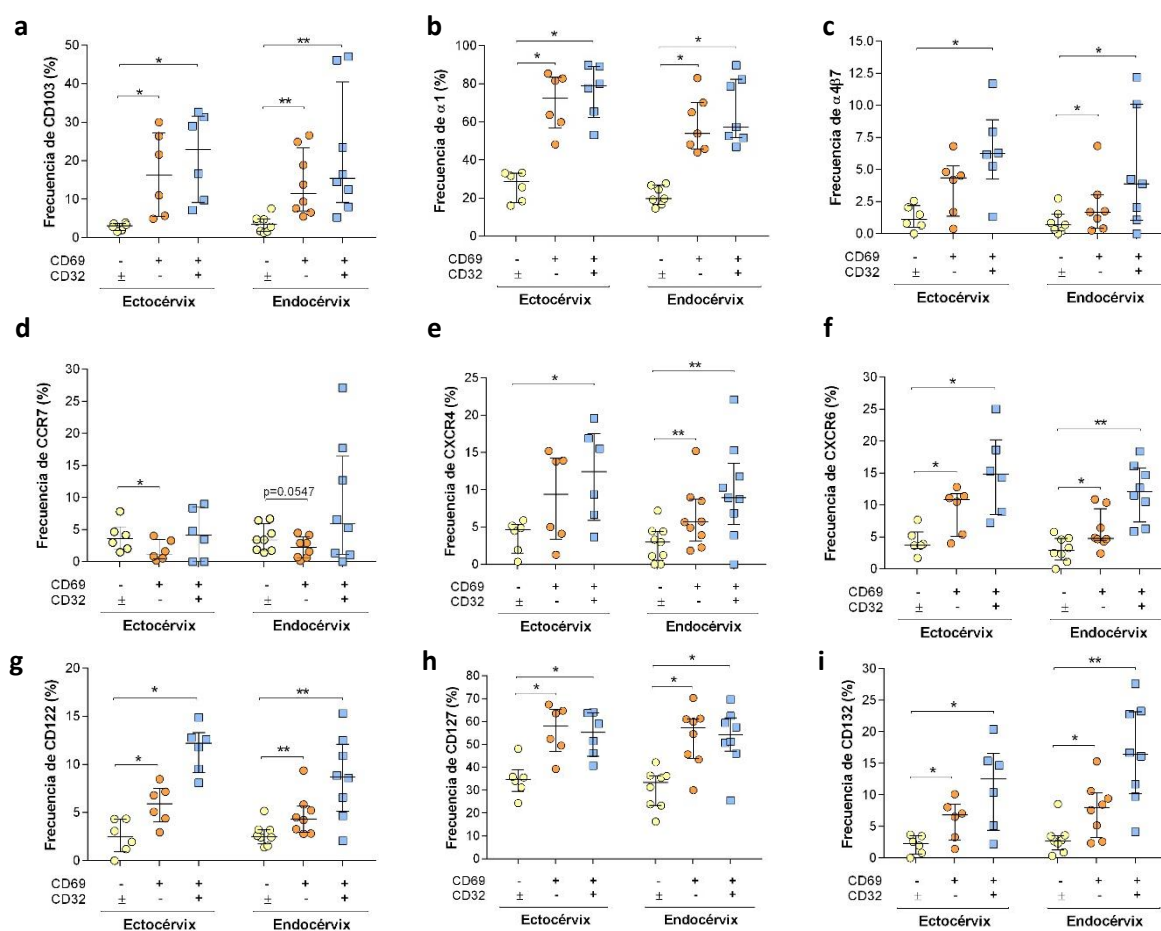 a
Frecuencia de CD103 (%)
50
40
30
20
10
0
* * ** **
CD69 - + + - + +
CD32 ± - + ± - +
Ectocérvix Endocérvix
b
Frecuencia de α1 (%)
100
80
60
40
20
0
* * * *
CD69 - + + - + +
CD32 ± - + ± - +
Ectocérvix Endocérvix
c
Frecuencia de α4β7 (%)
15.0
12.5
10.0
7.5
5.0
2.5
0.0
* * *
CD69 - + + - + +
CD32 ± - + ± - +
Ectocérvix Endocérvix
d
Frecuencia de CCR7 (%)
30
25
20
15
10
5
0
* p=0.0547
CD69 - + + - + +
CD32 ± - + ± - +
Ectocérvix Endocérvix
e
Frecuencia de CXCR4 (%)
25
20
15
10
5
0
* ** **
CD69 - + + - + +
CD32 ± - + ± - +
Ectocérvix Endocérvix
f
Frecuencia de CXCR6 (%)
30
25
20
15
10
5
0
* * * **
CD69 - + + - + +
CD32 ± - + ± - +
Ectocérvix Endocérvix
g
Frecuencia de CD122 (%)
20
15
10
5
0
* * ** **
CD69 - + + - + +
CD32 ± - + ± - +
Ectocérvix Endocérvix
h
Frecuencia de CD127 (%)
80
70
60
50
40
30
20
10
0
* * * *
CD69 - + + - + +
CD32 ± - + ± - +
Ectocérvix Endocérvix
i
Frecuencia de CD132 (%)
30
25
20
15
10
5
0
* * * **
CD69 - + + - + +
CD32 ± - + ± - +
Ectocérvix Endocérvix